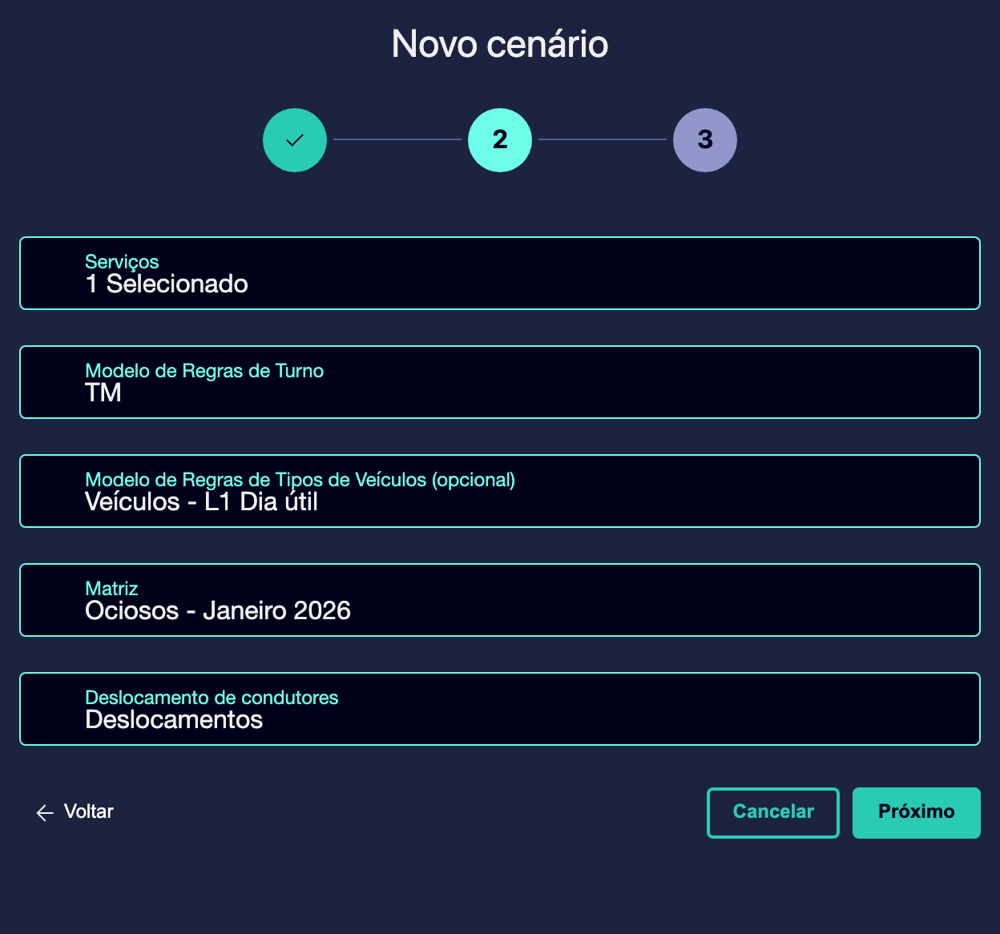 Novo cenário
2
3
Serviços
1 Selecionado
Modelo de Regras de Turno
TM
Modelo de Regras de Tipos de Veículos (opcional)
Veículos - L1 Dia útil
Matriz
Ociosos - Janeiro 2026
Deslocamento de condutores
Deslocamentos
Voltar
Cancelar
Próximo